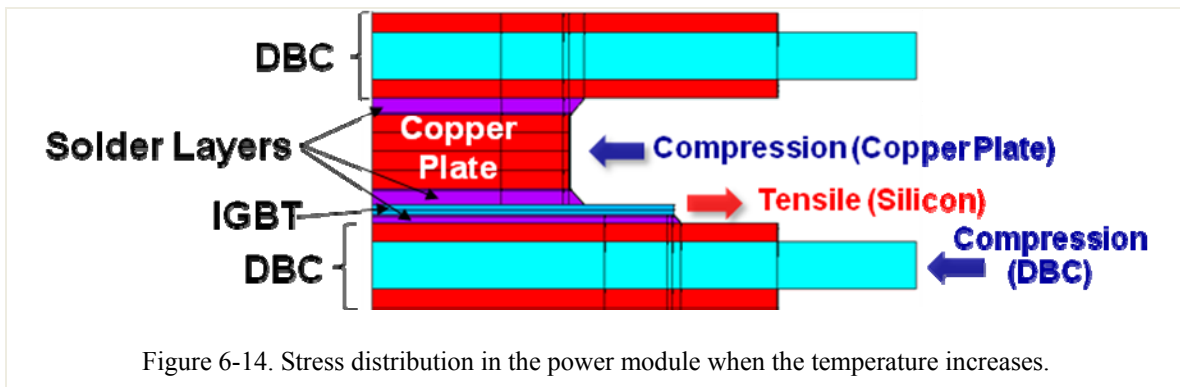 DBC
Solder Layers
IGBT
DBC
Copper
Plate
Compression (Copper Plate)
Tensile (Silicon)
Compression
(DBC)
Figure 6-14. Stress distribution in the power module when the temperature increases.